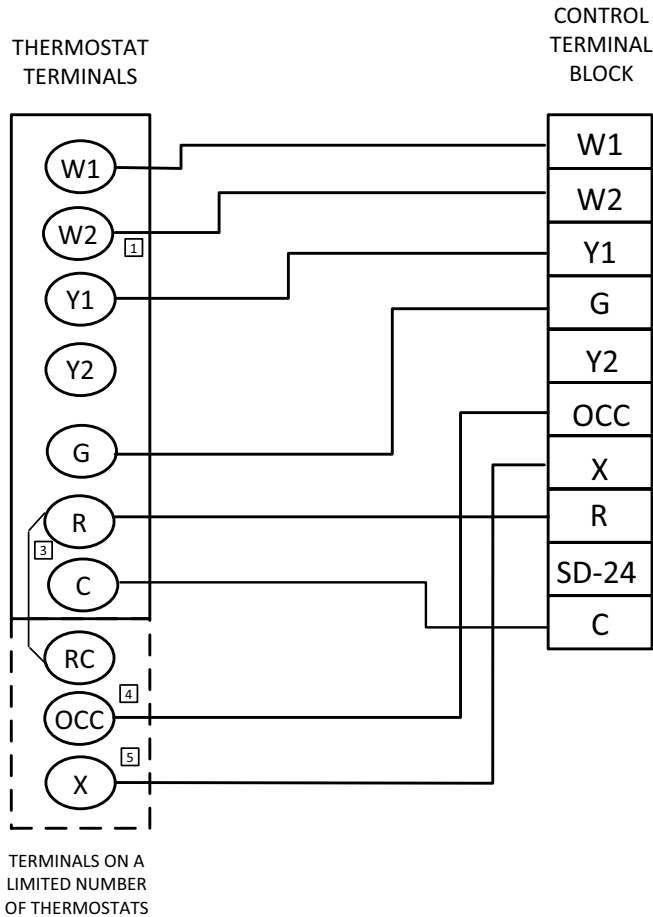 THERMOSTAT
TERMINALS
CONTROL
TERMINAL
BLOCK
W1
W2
1
Y1
Y2
G
R
3
C
RC
4
OCC
5
X
W1
W2
Y1
G
Y2
OCC
X
R
SD-24
C
TERMINALS ON A
LIMITED NUMBER
OF THERMOSTATS